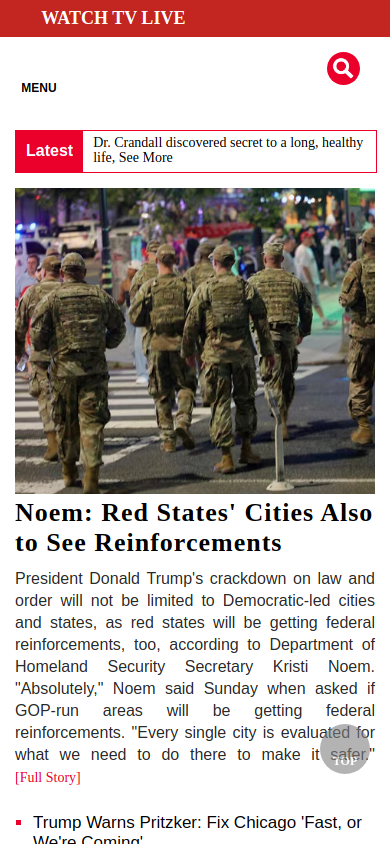 WATCH TV LIVE
MENU
Latest
Dr. Crandall discovered secret to a long, healthy
life, See More
Noem: Red States' Cities Also
to See Reinforcements
President Donald Trump's crackdown on law and
order will not be limited to Democratic-led cities
and states, as red states will be getting federal
reinforcements, too, according to Department of
Homeland Security Secretary Kristi Noem.
"Absolutely," Noem said Sunday when asked if
GOP-run areas will be getting federal
reinforcements. "Every single city is evaluated for
what we need to do there to make it safer."
TOP
[Full Story]
Trump Warns Pritzker: Fix Chicago 'Fast, or
We're Coming'